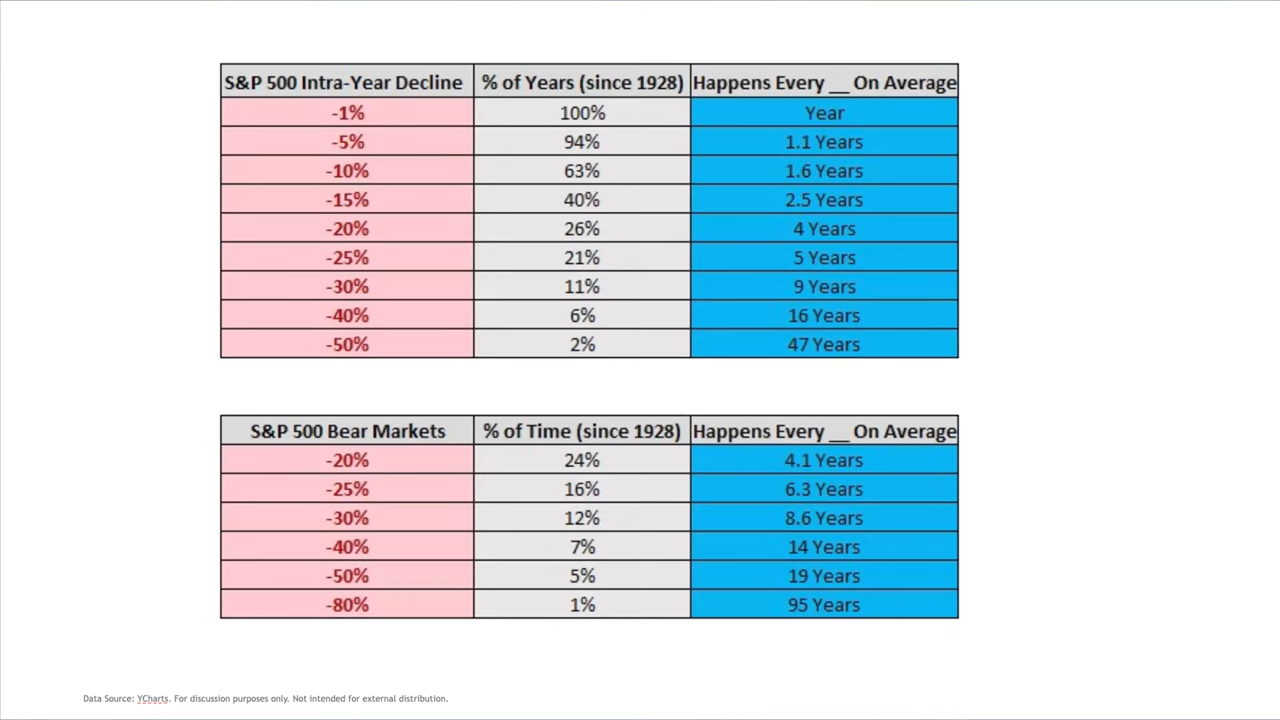 S&P 500 Intra-Year Decline % of Years (since 1928) Happens Every __ On Average
-1% 100% Year
-5% 94% 1.1 Years
-10% 63% 1.6 Years
-15% 40% 2.5 Years
-20% 26% 4 Years
-25% 21% 5 Years
-30% 11% 9 Years
-40% 6% 16 Years
-50% 2% 47 Years
S&P 500 Bear Markets % of Time (since 1928) Happens Every __ On Average
-20% 24% 4.1 Years
-25% 16% 6.3 Years
-30% 12% 8.6 Years
-40% 7% 14 Years
-50% 5% 19 Years
-80% 1% 95 Years
Data Source: YCharts. For discussion purposes only. Not intended for external distribution.